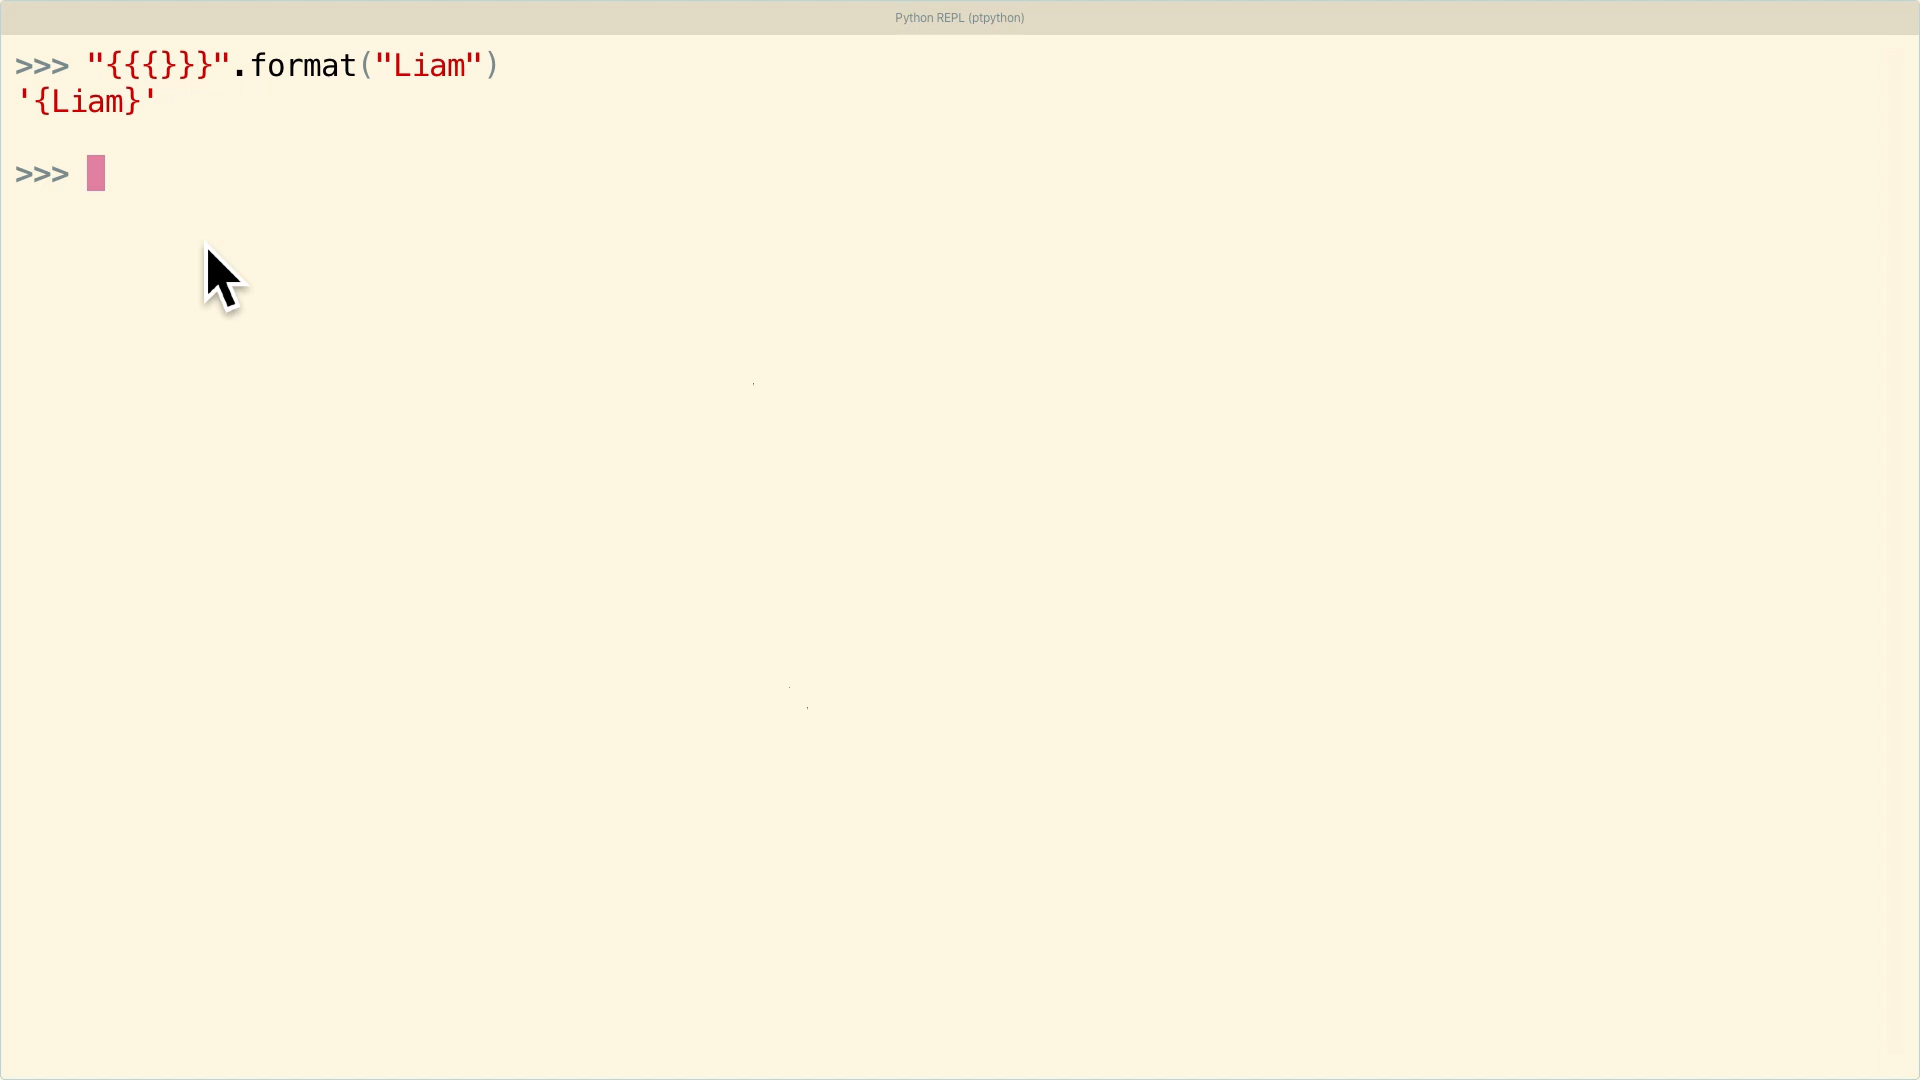 Python REPL (ptpython)
>>> "{{{}}}".format("Liam")
'{Liam}'
>>>